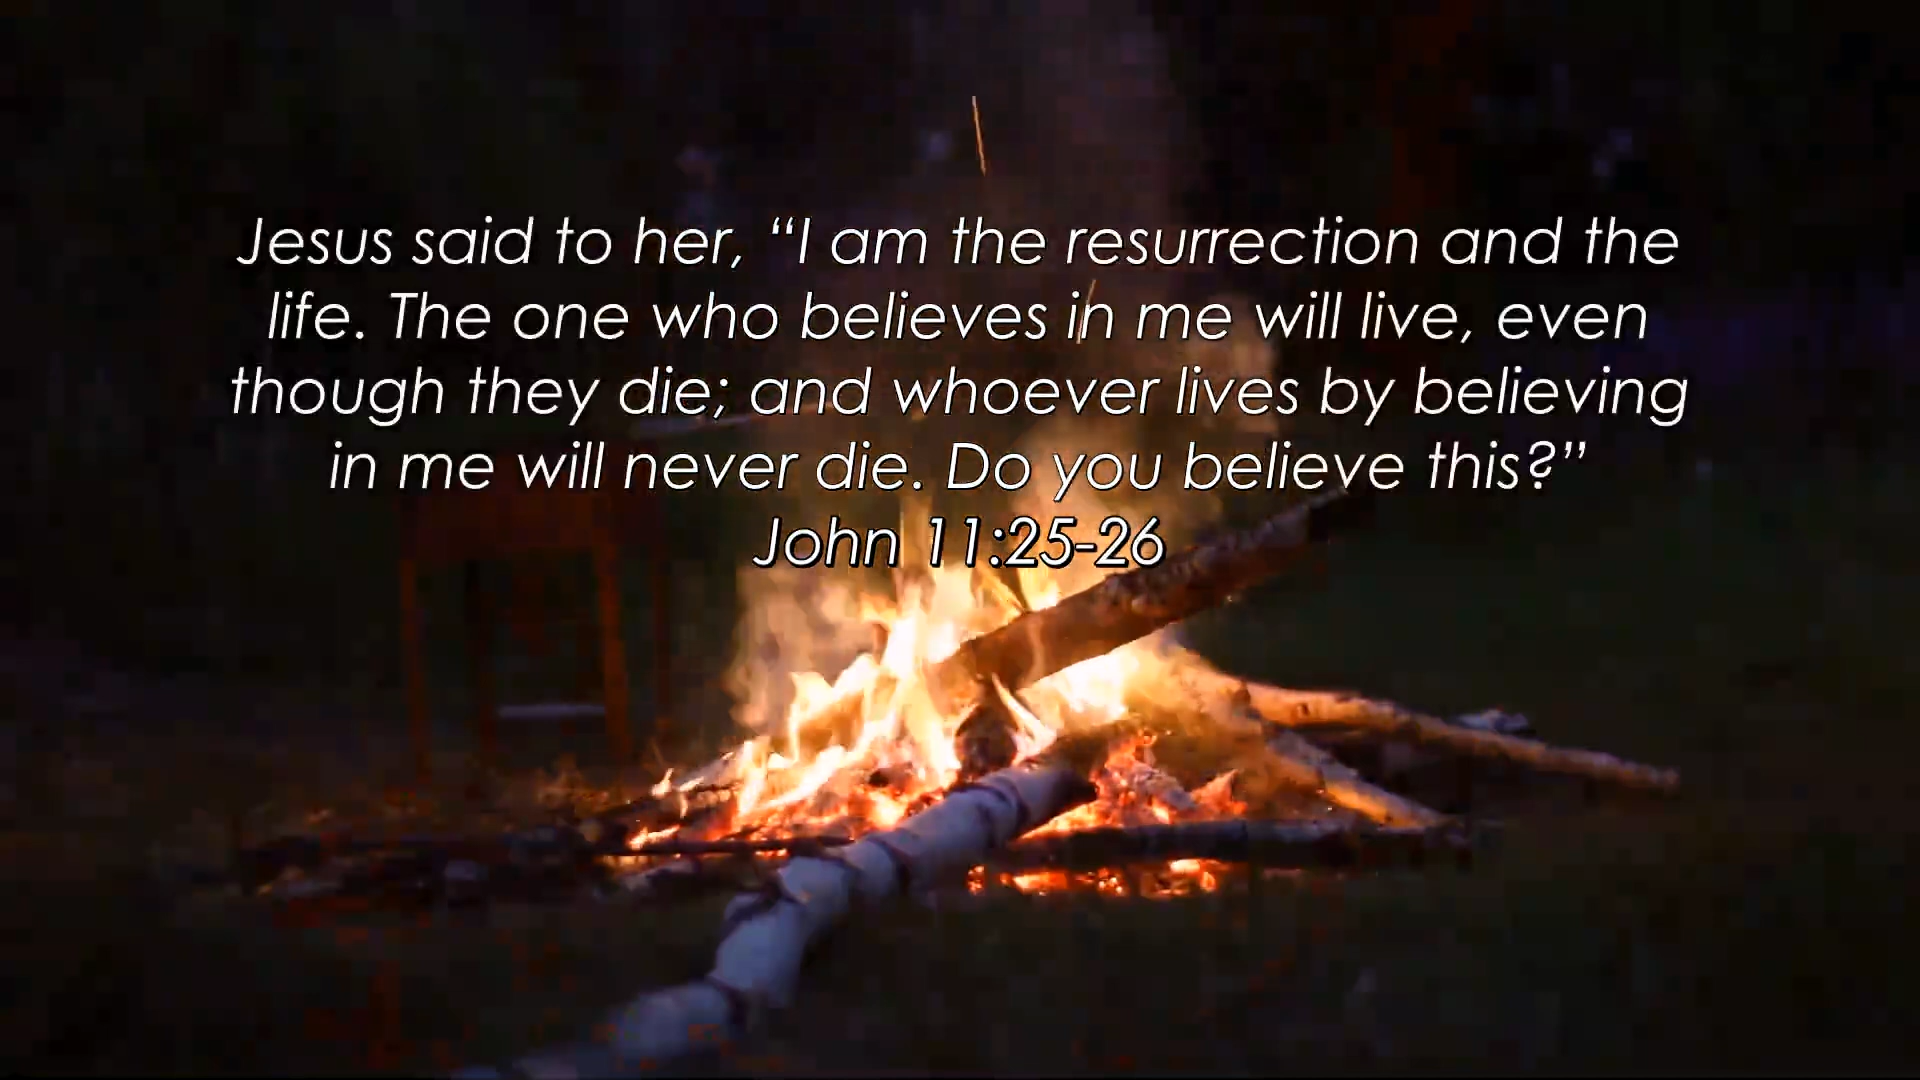 Jesus said to her, “I am the resurrection and the
life. The one who believes in me will live, even
though they die; and whoever lives by believing
in me will never die. Do you believe this?”
John 11:25-26